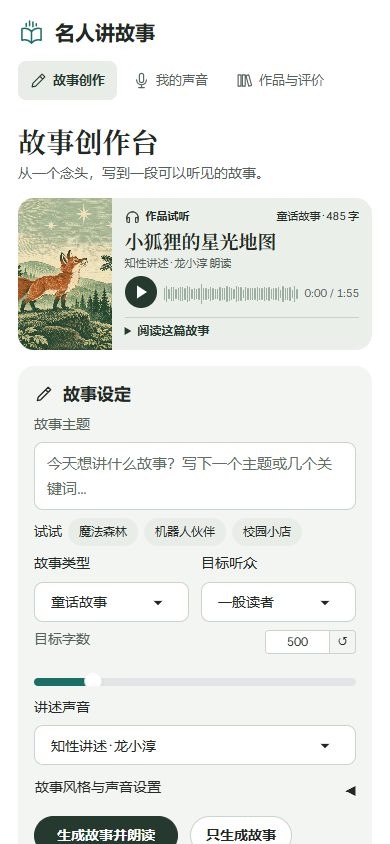 名人讲故事
故事创作 我的声音 作品与评价
故事创作台
从一个念头，写到一段可以听见的故事。
作品试听 童话故事·485 字
小狐狸的星光地图
知性讲述·龙小淳 朗读
0:00 / 1:55
阅读这篇故事
故事设定
故事主题
今天想讲什么故事？写下一个主题或几个关
键词...
试试 魔法森林 机器人伙伴 校园小店
故事类型 目标听众
童话故事 一般读者
目标字数 500
讲述声音
知性讲述·龙小淳
故事风格与声音设置
生成故事并朗读 只生成故事